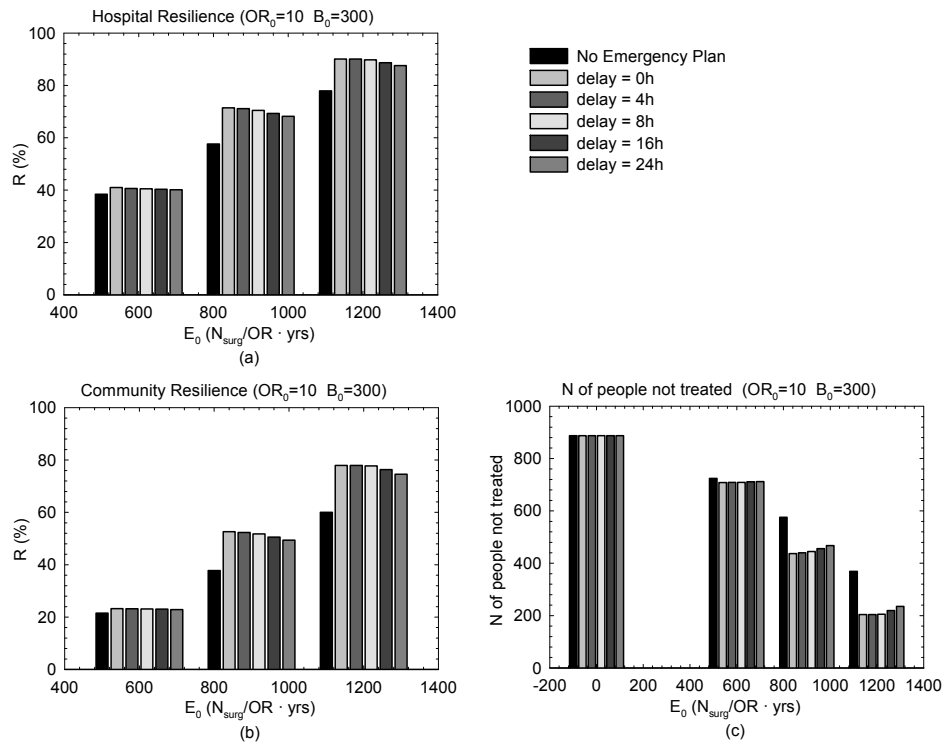 Hospital Resilience (OR₀=10 B₀=300)
100
80
60
40
20
0
R (%)
400 600 800 1000 1200 1400
E₀ (N_surg/OR · yrs)
(a)
No Emergency Plan
delay = 0h
delay = 4h
delay = 8h
delay = 16h
delay = 24h
Community Resilience (OR₀=10 B₀=300)
100
80
60
40
20
0
R (%)
400 600 800 1000 1200 1400
E₀ (N_surg/OR · yrs)
(b)
N of people not treated (OR₀=10 B₀=300)
1000
800
600
400
200
0
N of people not treated
-200 0 200 400 600 800 1000 1200 1400
E₀ (N_surg/OR · yrs)
(c)